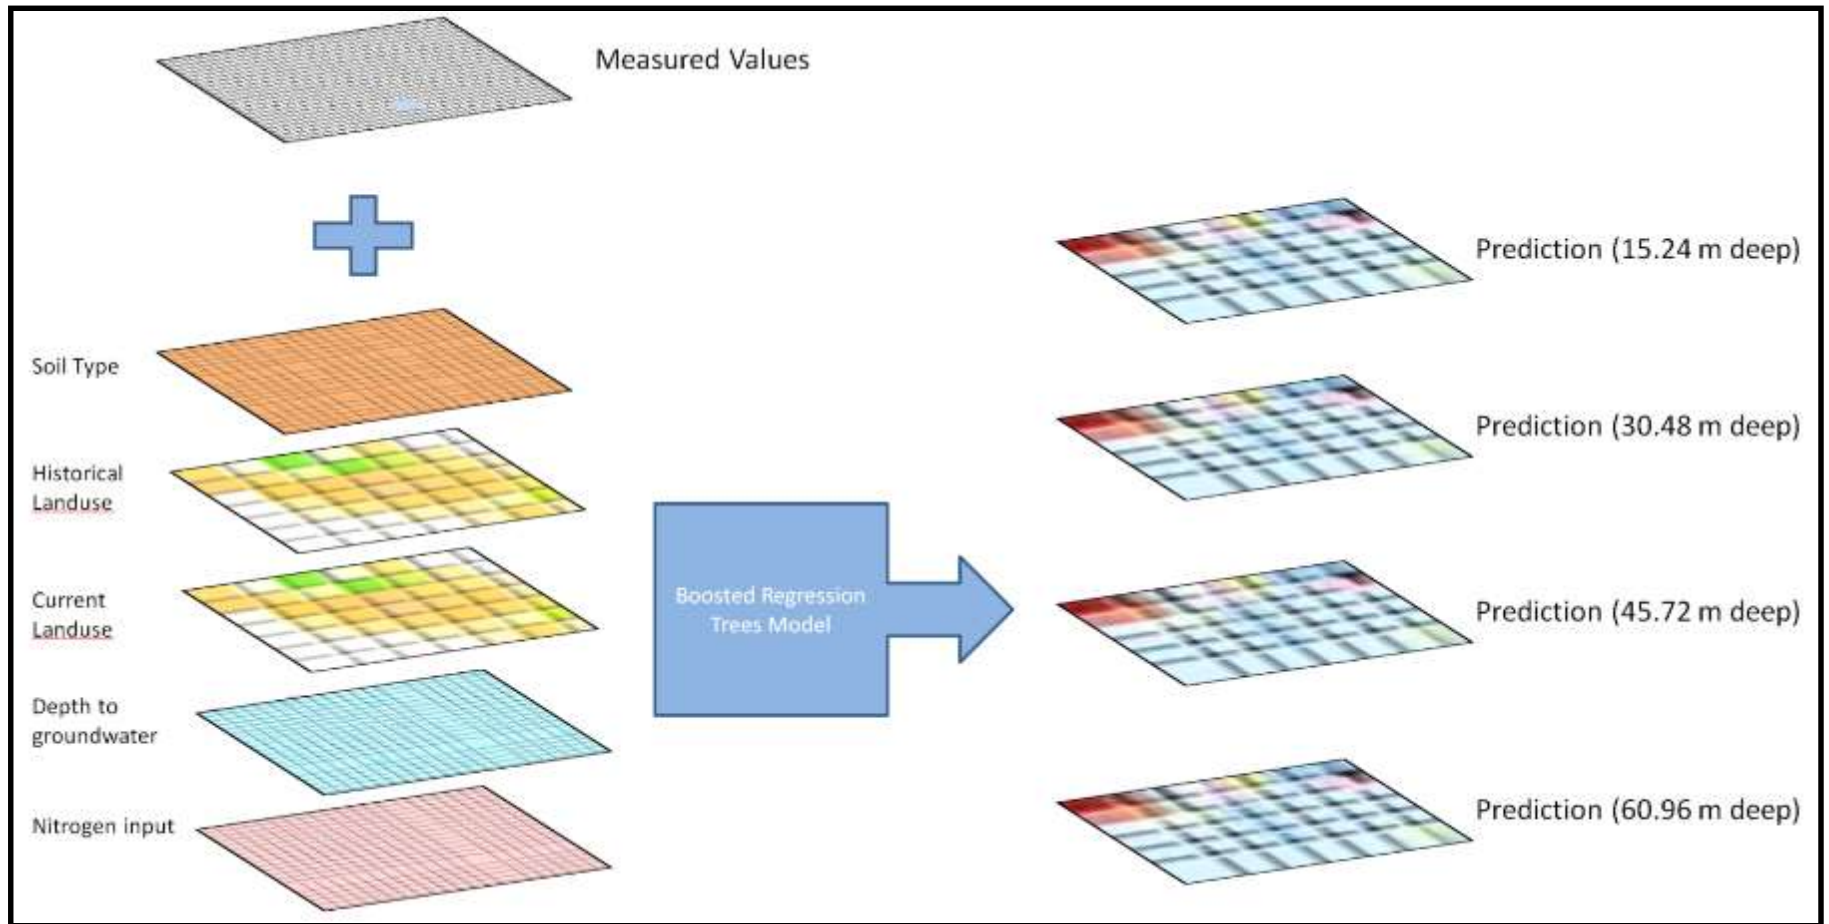 Measured Values
Soil Type
Historical
Landuse
Current
Landuse
Depth to
groundwater
Nitrogen input
Boosted Regression
Trees Model
Prediction (15.24 m deep)
Prediction (30.48 m deep)
Prediction (45.72 m deep)
Prediction (60.96 m deep)